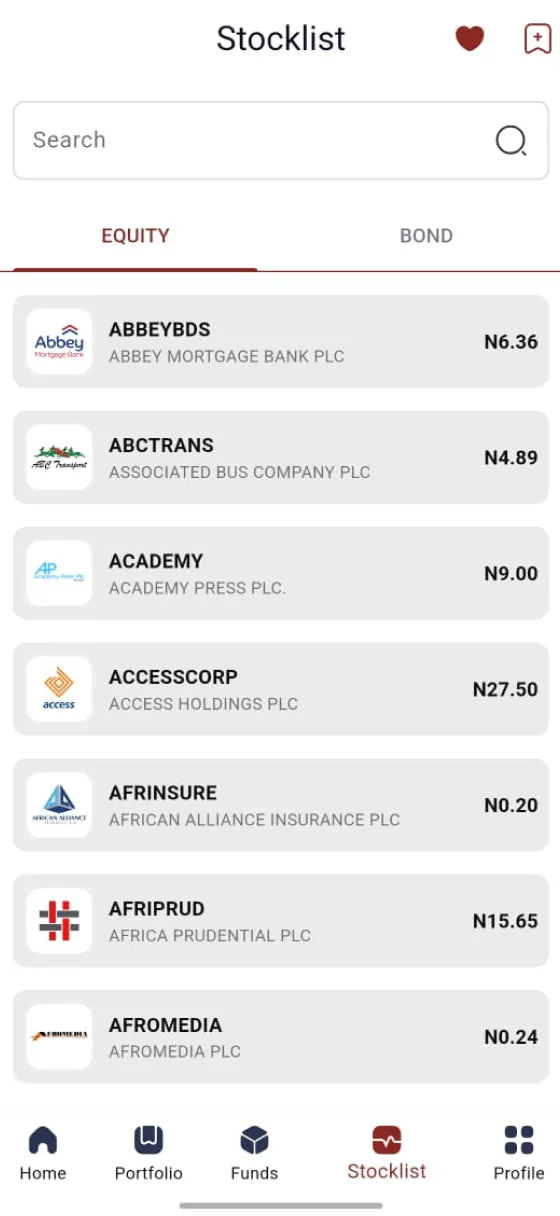 Stocklist
Search
EQUITY
BOND
Abbey
Mortgage Bank
ABBEYBDS
ABBEY MORTGAGE BANK PLC
N6.36
ABC Transport
ABCTRANS
ASSOCIATED BUS COMPANY PLC
N4.89
AP
Academy Press Plc
ACADEMY
ACADEMY PRESS PLC.
N9.00
access
ACCESSCORP
ACCESS HOLDINGS PLC
N27.50
AFRICAN ALLIANCE
AFRINSURE
AFRICAN ALLIANCE INSURANCE PLC
N0.20
AFRIPRUD
AFRICA PRUDENTIAL PLC
N15.65
AFROMEDIA
AFROMEDIA
AFROMEDIA PLC
N0.24
Home
Portfolio
Funds
Stocklist
Profile